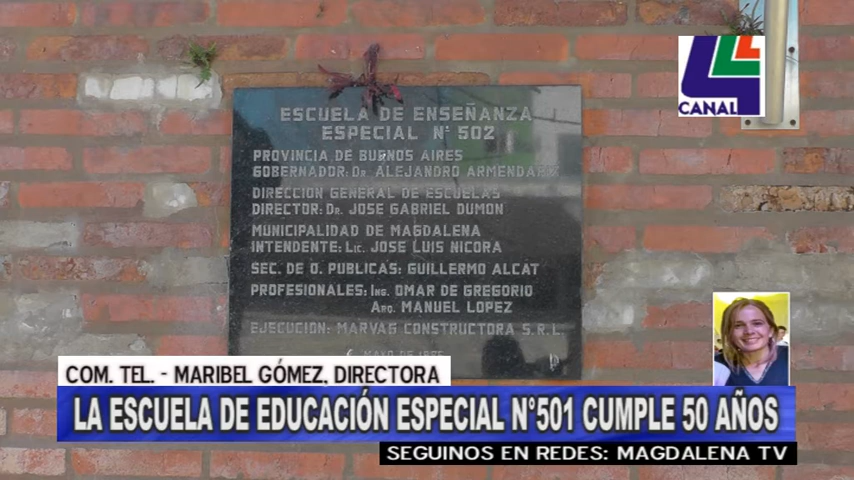 ESCUELA DE ENSEÑANZA
ESPECIAL N° 502
PROVINCIA DE BUENOS AIRES
GOBERNADOR: Dr. ALEJANDRO ARMENDARIZ
DIRECCION GENERAL DE ESCUELAS
DIRECTOR: Dr. JOSE GABRIEL DUMON
MUNICIPALIDAD DE MAGDALENA
INTENDENTE: Lic. JOSE LUIS NICORA
SEC. DE O. PUBLICAS: GUILLERMO ALCAT
PROFESIONALES: Ing. OMAR DE GREGORIO
Arq. MANUEL LOPEZ
EJECUCION: MARVAG CONSTRUCTORA S.R.L.
MAYO DE
4
CANAL
COM. TEL. - MARIBEL GÓMEZ, DIRECTORA
LA ESCUELA DE EDUCACIÓN ESPECIAL N°501 CUMPLE 50 AÑOS
SEGUINOS EN REDES: MAGDALENA TV